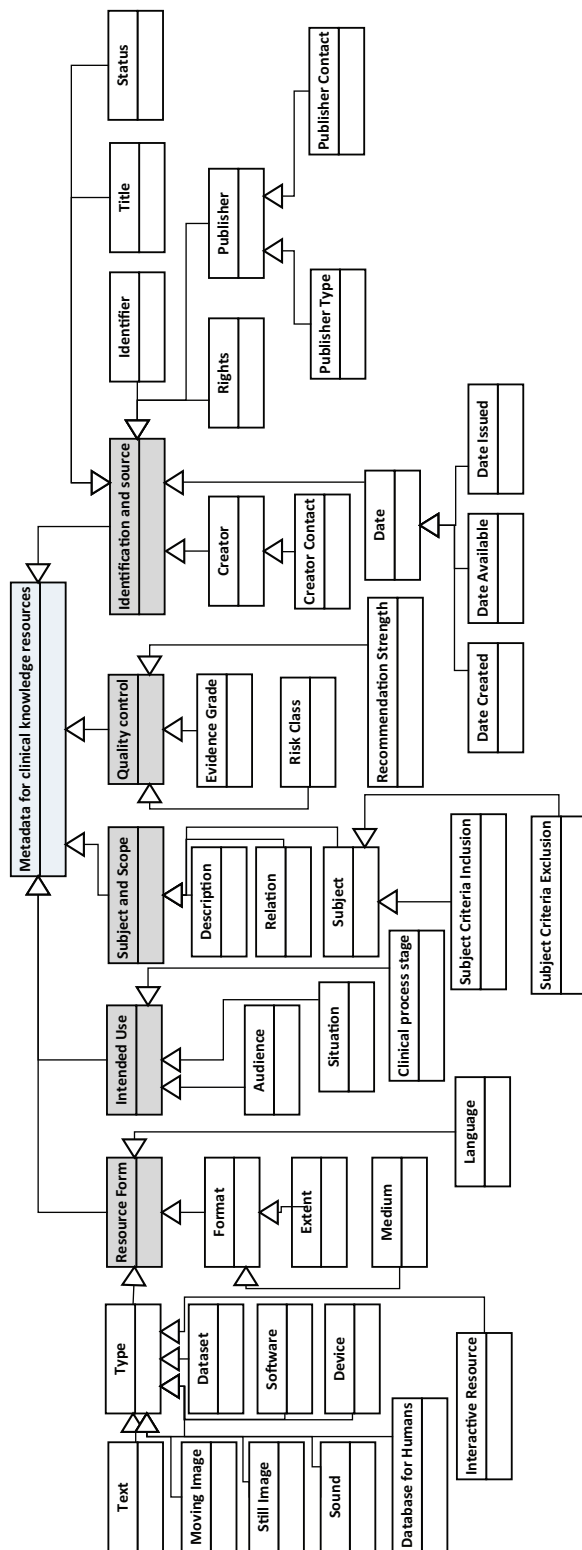 Metadata for clinical knowledge resources
Resource Form
Intended Use
Subject and Scope
Quality control
Identification and source
Type
Text
Moving Image
Still Image
Sound
Database for Humans
Dataset
Software
Device
Interactive Resource
Format
Extent
Medium
Language
Audience
Situation
Clinical process stage
Description
Relation
Subject
Subject Criteria Inclusion
Subject Criteria Exclusion
Evidence Grade
Risk Class
Recommendation Strength
Creator
Creator Contact
Date
Date Created
Date Available
Date Issued
Identifier
Title
Status
Rights
Publisher
Publisher Type
Publisher Contact